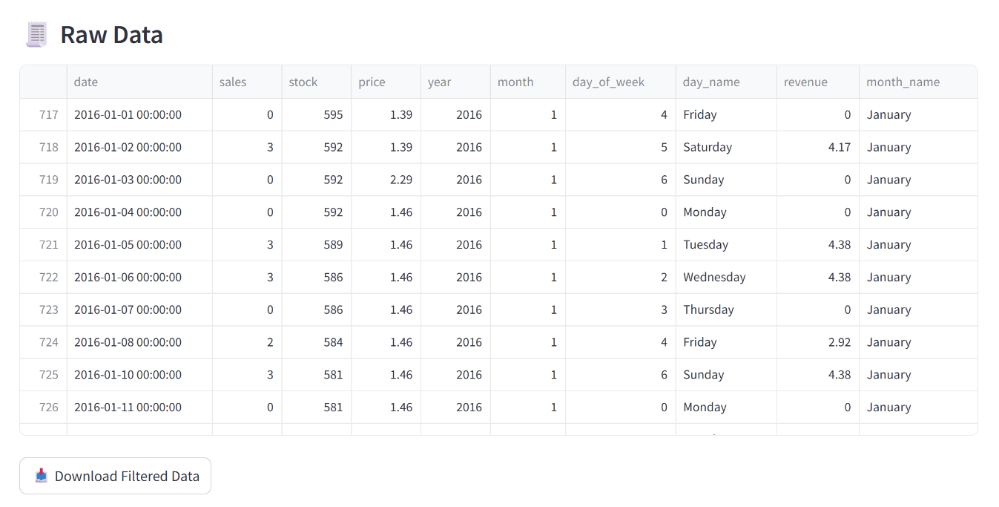 Raw Data
date sales stock price year month day_of_week day_name revenue month_name
717 2016-01-01 00:00:00 0 595 1.39 2016 1 4 Friday 0 January
718 2016-01-02 00:00:00 3 592 1.39 2016 1 5 Saturday 4.17 January
719 2016-01-03 00:00:00 0 592 2.29 2016 1 6 Sunday 0 January
720 2016-01-04 00:00:00 0 592 1.46 2016 1 0 Monday 0 January
721 2016-01-05 00:00:00 3 589 1.46 2016 1 1 Tuesday 4.38 January
722 2016-01-06 00:00:00 3 586 1.46 2016 1 2 Wednesday 4.38 January
723 2016-01-07 00:00:00 0 586 1.46 2016 1 3 Thursday 0 January
724 2016-01-08 00:00:00 2 584 1.46 2016 1 4 Friday 2.92 January
725 2016-01-10 00:00:00 3 581 1.46 2016 1 6 Sunday 4.38 January
726 2016-01-11 00:00:00 0 581 1.46 2016 1 0 Monday 0 January
Download Filtered Data